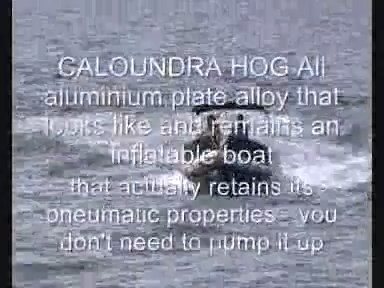 CALOUNDRA HOG All
aluminium plate alloy that
looks like and remains an
inflatable boat
that actually retains its
pneumatic properties - you
don't need to pump it up